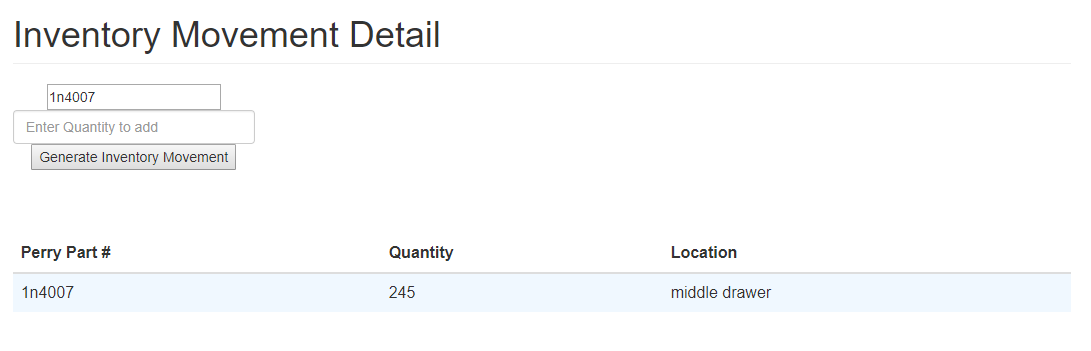 Inventory Movement Detail
1n4007
Enter Quantity to add
Generate Inventory Movement
Perry Part # Quantity Location
1n4007 245 middle drawer